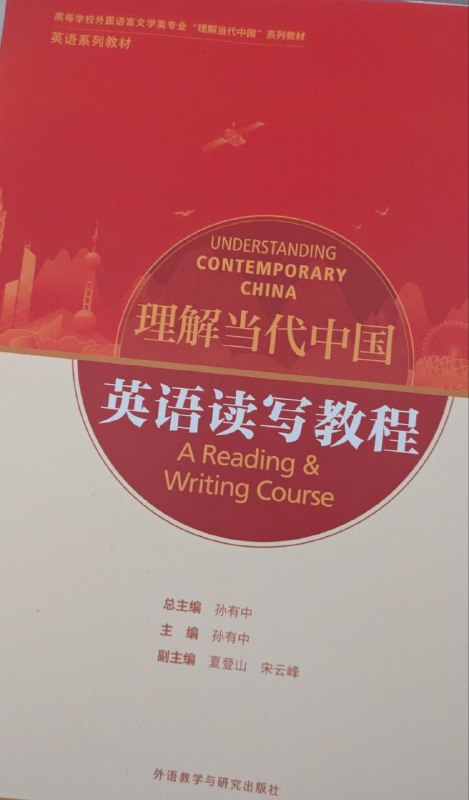 高等学校外国语言文学类专业“理解当代中国”系列教材
英语系列教材
UNDERSTANDING
CONTEMPORARY
CHINA
理解当代中国
英语读写教程
A Reading &
Writing Course
总主编 孙有中
主 编 孙有中
副主编 夏登山 宋云峰
外语教学与研究出版社